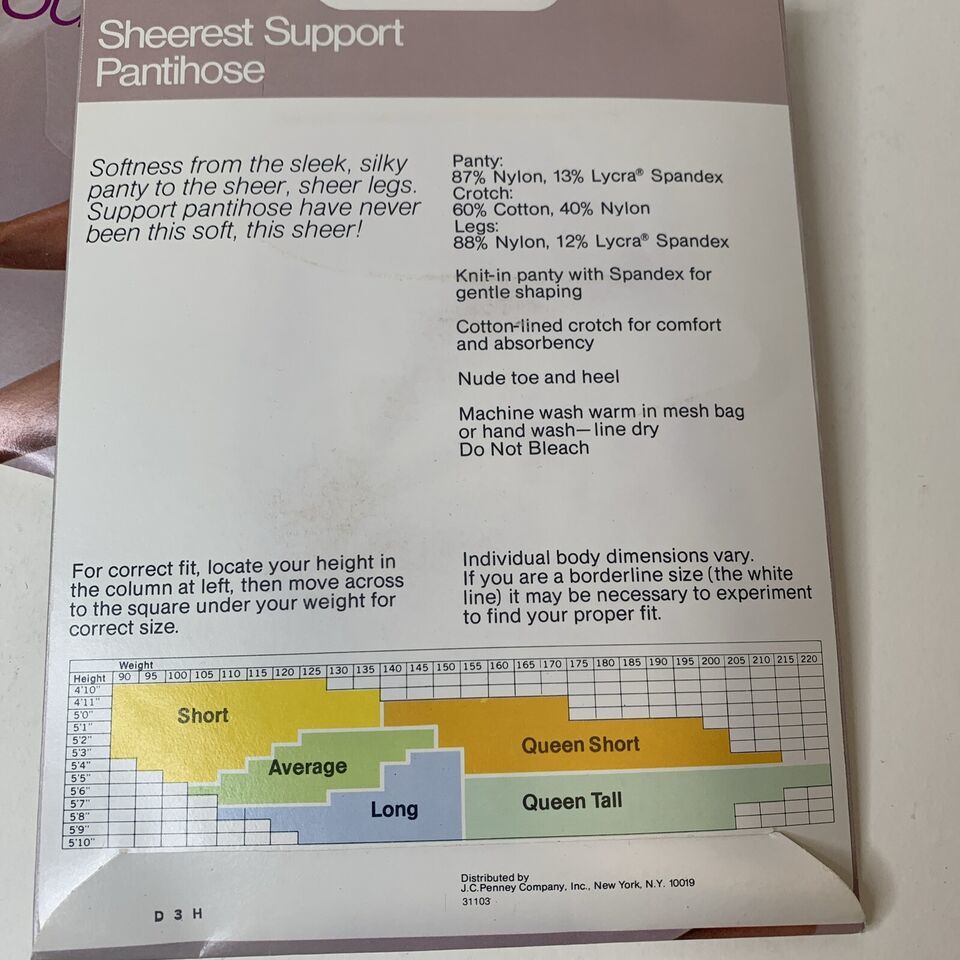 Sheerest Support
Pantihose
Softness from the sleek, silky
panty to the sheer, sheer legs.
Support pantihose have never
been this soft, this sheer!
Panty:
87% Nylon, 13% Lycra® Spandex
Crotch:
60% Cotton, 40% Nylon
Legs:
88% Nylon, 12% Lycra® Spandex
Knit-in panty with Spandex for
gentle shaping
Cotton-lined crotch for comfort
and absorbency
Nude toe and heel
Machine wash warm in mesh bag
or hand wash—line dry
Do Not Bleach
For correct fit, locate your height in
the column at left, then move across
to the square under your weight for
correct size.
Individual body dimensions vary.
If you are a borderline size (the white
line) it may be necessary to experiment
to find your proper fit.
Weight
Height 90 95 100 105 110 115 120 125 130 135 140 145 150 155 160 165 170 175 180 185 190 195 200 205 210 215 220
4'10"
4'11"
5'0"
5'1"
5'2"
5'3"
5'4"
5'5"
5'6"
5'7"
5'8"
5'9"
5'10"
Short
Average
Long
Queen Short
Queen Tall
Distributed by
J.C.Penney Company, Inc., New York, N.Y. 10019
31103
D 3 H